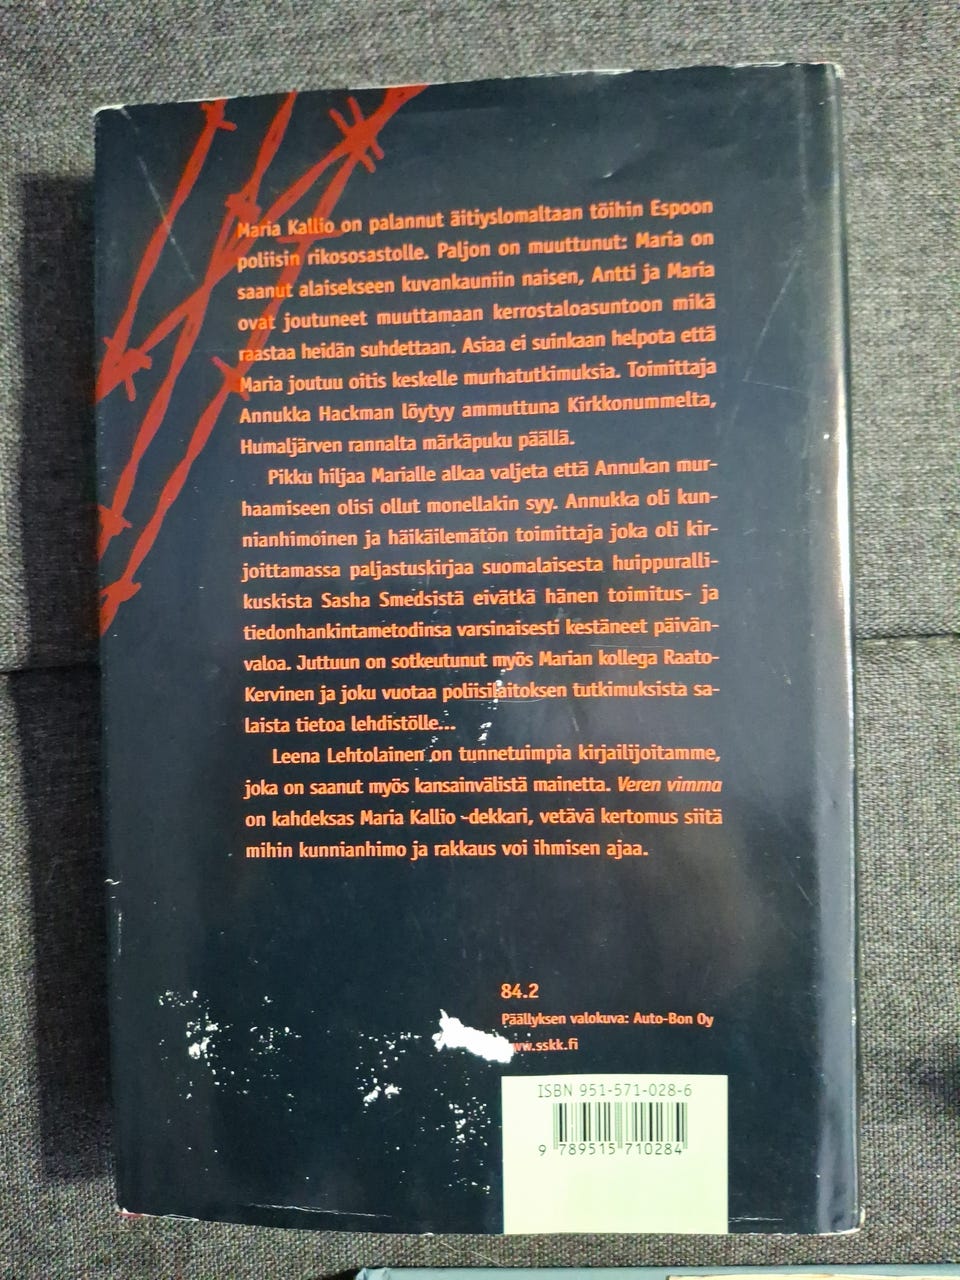 Maria Kallio on palannut äitiyslomaltaan töihin Espoon
poliisin rikososastolle. Paljon on muuttunut: Maria on
saanut alaisekseen kuvankauniin naisen, Antti ja Maria
ovat joutuneet muuttamaan kerrostaloasuntoon mikä
raastaa heidän suhdettaan. Asiaa ei suinkaan helpota että
Maria joutuu oitis keskelle murhatutkimuksia. Toimittaja
Annukka Hackman löytyy ammuttuna Kirkkonummelta,
Humaljärven rannalta märkäpuku päällä.
Pikku hiljaa Marialle alkaa valjeta että Annukan mur-
haamiseen olisi ollut monellakin syy. Annukka oli kun-
nianhimoinen ja häikäilemätön toimittaja joka oli kir-
joittamassa paljastuskirjaa suomalaisesta huippuralli-
kuskista Sasha Smedsistä eivätkä hänen toimitus- ja
tiedonhankintametodinsa varsinaisesti kestäneet päivän-
valoa. Juttuun on sotkeutunut myös Marian kollega Raato-
Kervinen ja joku vuotaa poliisilaitoksen tutkimuksista sa-
laista tietoa lehdistölle...
Leena Lehtolainen on tunnetuimpia kirjailijoitamme,
joka on saanut myös kansainvälistä mainetta. Veren vimma
on kahdeksas Maria Kallio -dekkari, vetävä kertomus siitä
mihin kunnianhimo ja rakkaus voi ihmisen ajaa.
84.2
Päällyksen valokuva: Auto-Bon Oy
www.sskk.fi
ISBN 951-571-028-6
9 789515 710284